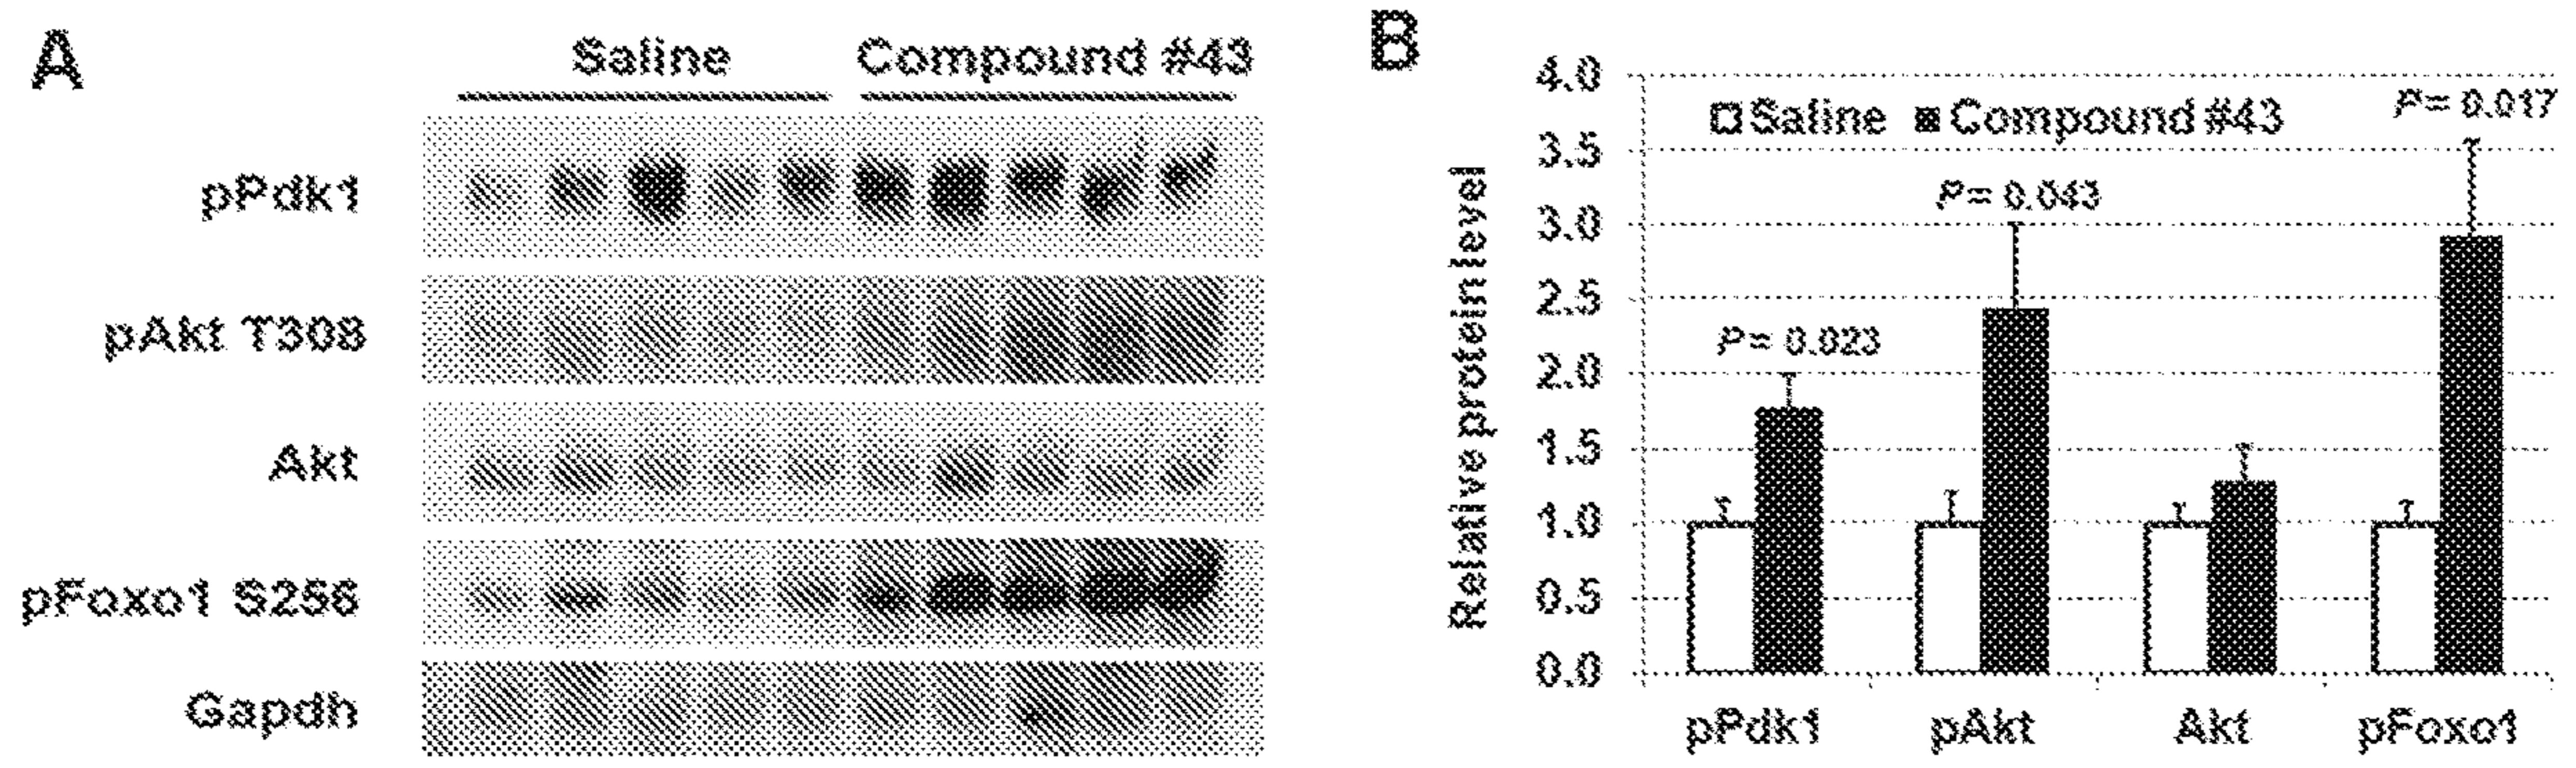 A
Saline Compound #43
pPdk1
pAkt T308
Akt
pFoxo1 S256
Gapdh
B
Relative protein level
4.0
3.5
3.0
2.5
2.0
1.5
1.0
0.5
0.0
Saline Compound #43
P = 0.023
P = 0.043
P = 0.017
pPdk1 pAkt Akt pFoxo1